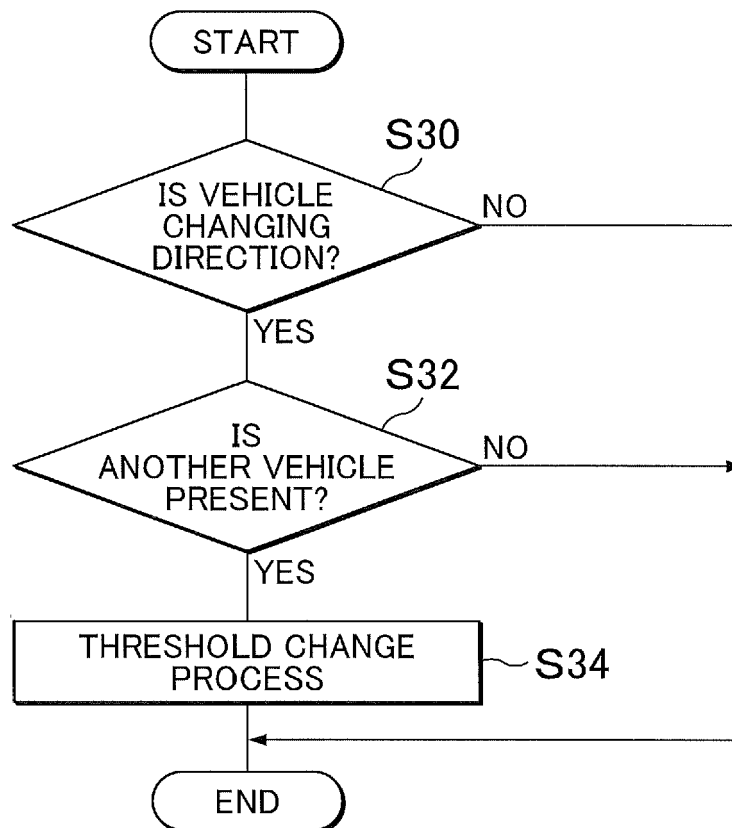 START
S30
IS VEHICLE
CHANGING
DIRECTION?
NO
YES
S32
IS
ANOTHER VEHICLE
PRESENT?
NO
YES
THRESHOLD CHANGE
PROCESS
S34
END